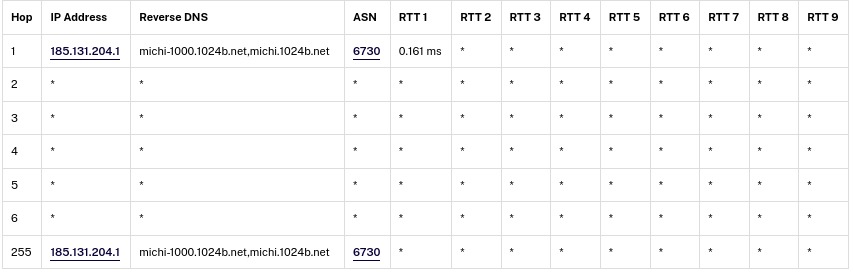 Hop IP Address Reverse DNS ASN RTT 1 RTT 2 RTT 3 RTT 4 RTT 5 RTT 6 RTT 7 RTT 8 RTT 9
1 185.131.204.1 michi-1000.1024b.net,michi.1024b.net 6730 0.161 ms * * * * * * * *
2 * * * * * * * * * * * *
3 * * * * * * * * * * * *
4 * * * * * * * * * * * *
5 * * * * * * * * * * * *
6 * * * * * * * * * * * *
255 185.131.204.1 michi-1000.1024b.net,michi.1024b.net 6730 * * * * * * * * *